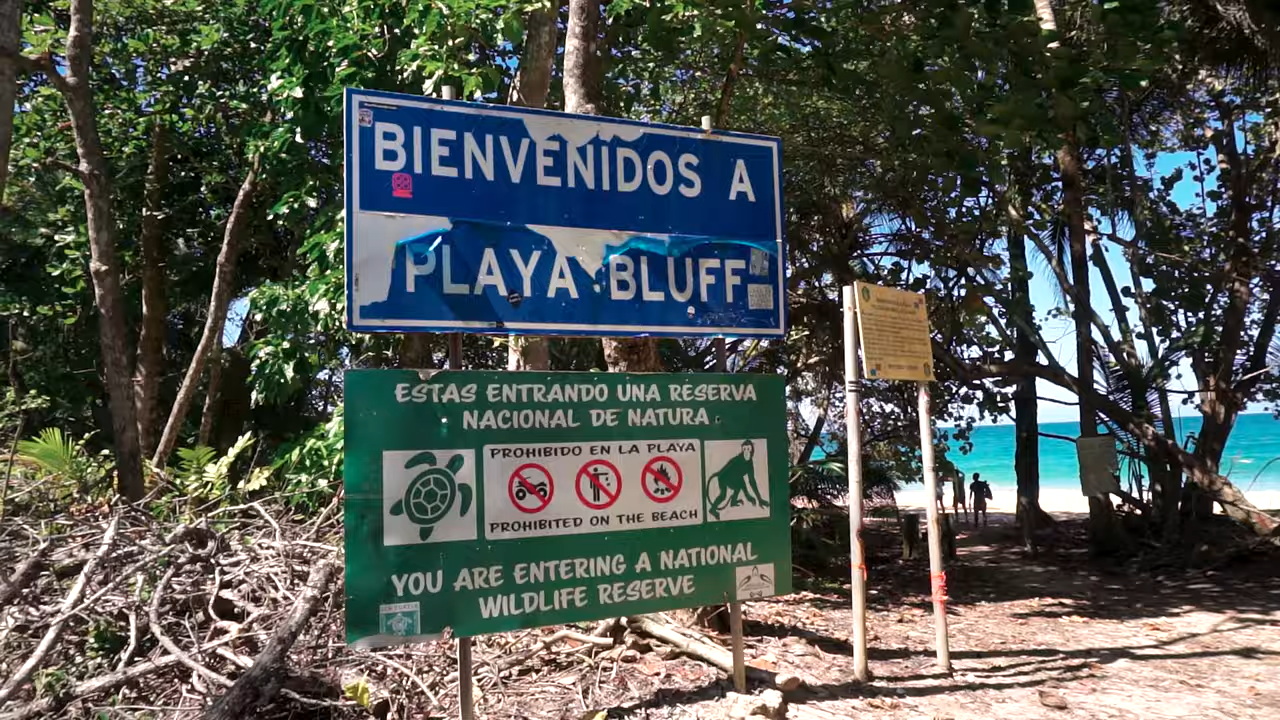 BIENVENIDOS A
PLAYA BLUFF
ESTAS ENTRANDO UNA RESERVA
NACIONAL DE NATURA
PROHIBIDO EN LA PLAYA
PROHIBITED ON THE BEACH
YOU ARE ENTERING A NATIONAL
WILDLIFE RESERVE